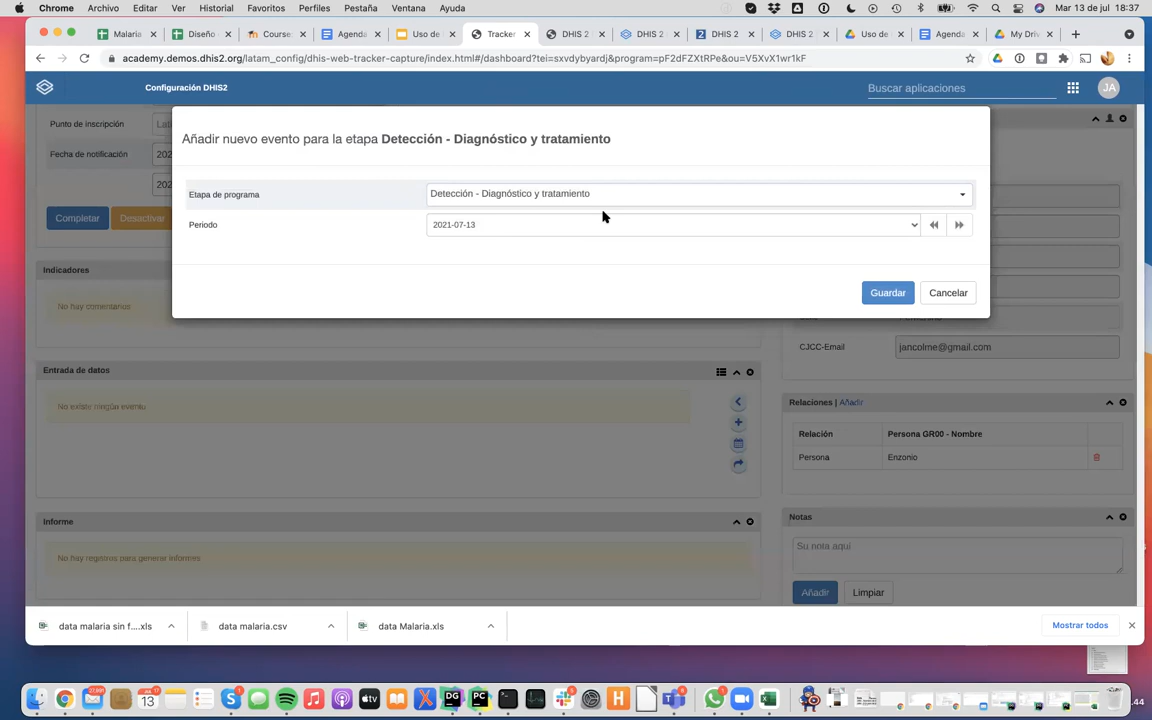 Chrome Archivo Editar Ver Historial Favoritos Perfiles Pestaña Ventana Ayuda Mar 13 de jul 18:37
Malaria Diseño Course: Agenda Uso de Tracker DHIS 2 DHIS 2 DHIS 2 DHIS 2 Uso de Agenda My Driv
academy.demos.dhis2.org/latam_config/dhis-web-tracker-capture/index.html#/dashboard?tei=sxvdybyardj&program=pF2dFZXtRPe&ou=V5XvX1wr1kF
Configuración DHIS2 Buscar aplicaciones JA
Punto de inscripción
Fecha de notificación 202
202
Completar Desactivar
Añadir nuevo evento para la etapa Detección - Diagnóstico y tratamiento
Etapa de programa Detección - Diagnóstico y tratamiento
Periodo 2021-07-13
Guardar Cancelar
Indicadores
No hay comentarios
CJCC-Email jancolme@gmail.com
Entrada de datos
No existe ningún evento
Relaciones | Añadir
Relación Persona GR00 - Nombre
Persona Enzonio
Informe
No hay registros para generar informes
Notas
Su nota aquí
Añadir Limpiar
data malaria sin f....xls data malaria.csv data Malaria.xls Mostrar todos
.44